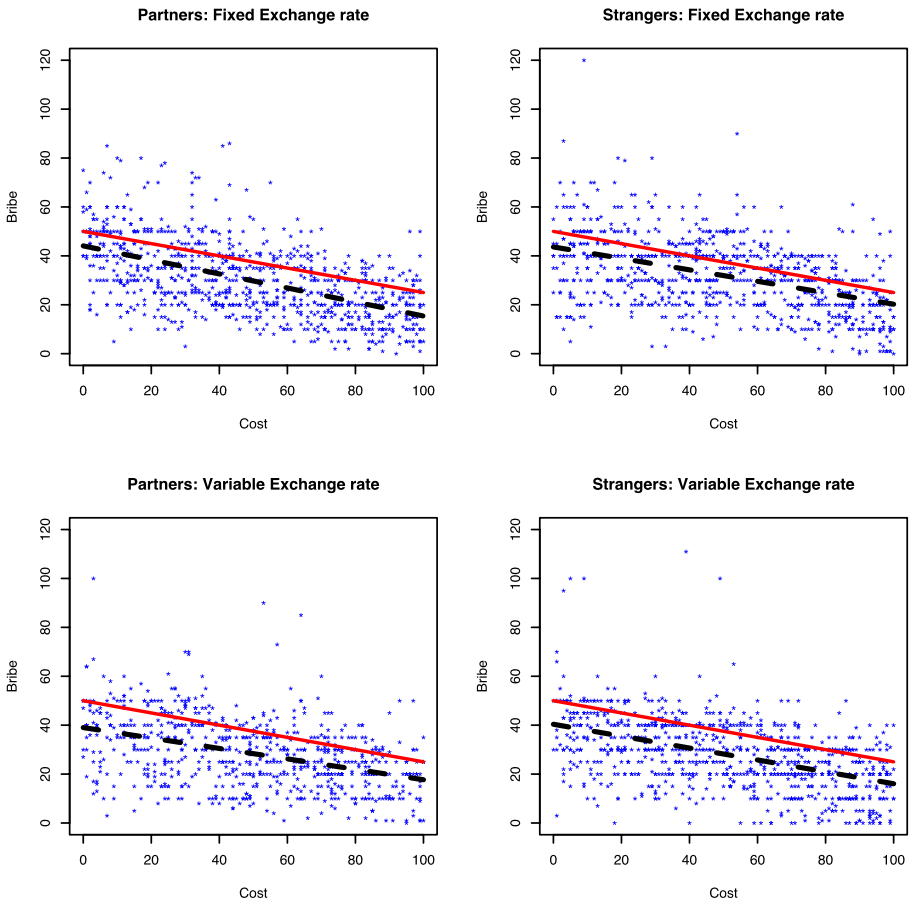 Partners: Fixed Exchange rate
Bribe
0 20 40 60 80 100 120
0 20 40 60 80 100
Cost
Strangers: Fixed Exchange rate
Bribe
0 20 40 60 80 100 120
0 20 40 60 80 100
Cost
Partners: Variable Exchange rate
Bribe
0 20 40 60 80 100 120
0 20 40 60 80 100
Cost
Strangers: Variable Exchange rate
Bribe
0 20 40 60 80 100 120
0 20 40 60 80 100
Cost